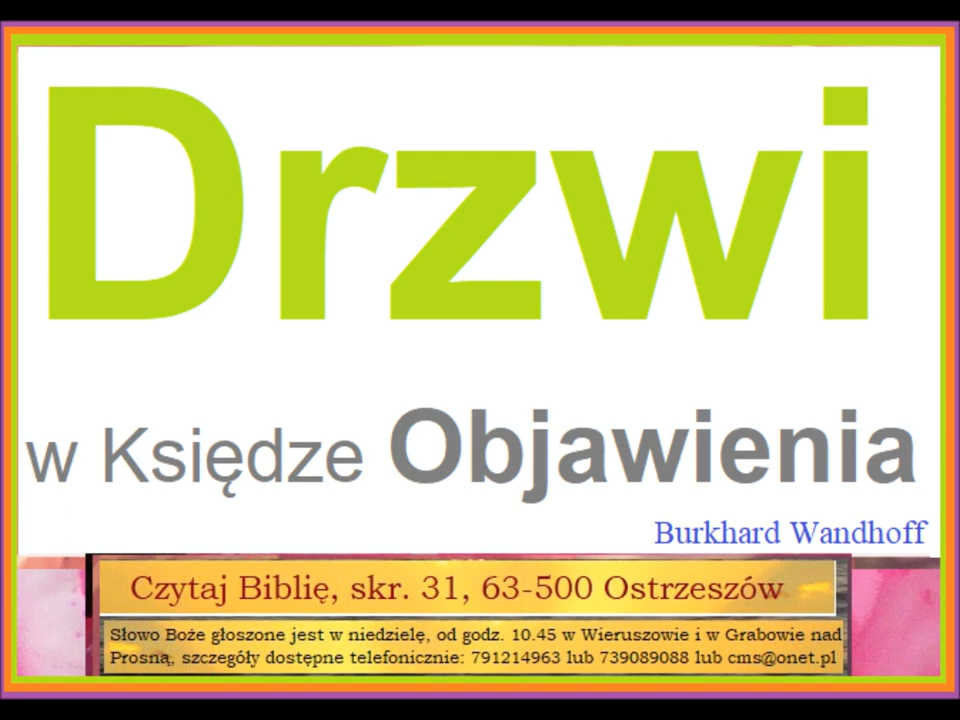 Drzwi
w Księdze Objawienia
Burkhard Wandhoff
Czytaj Biblię, skr. 31, 63-500 Ostrzeszów
Słowo Boże głoszone jest w niedzielę, od godz. 10.45 w Wieruszowie i w Grabowie nad
Prosną, szczegóły dostępne telefonicznie: 791214963 lub 739089088 lub cms@onet.pl